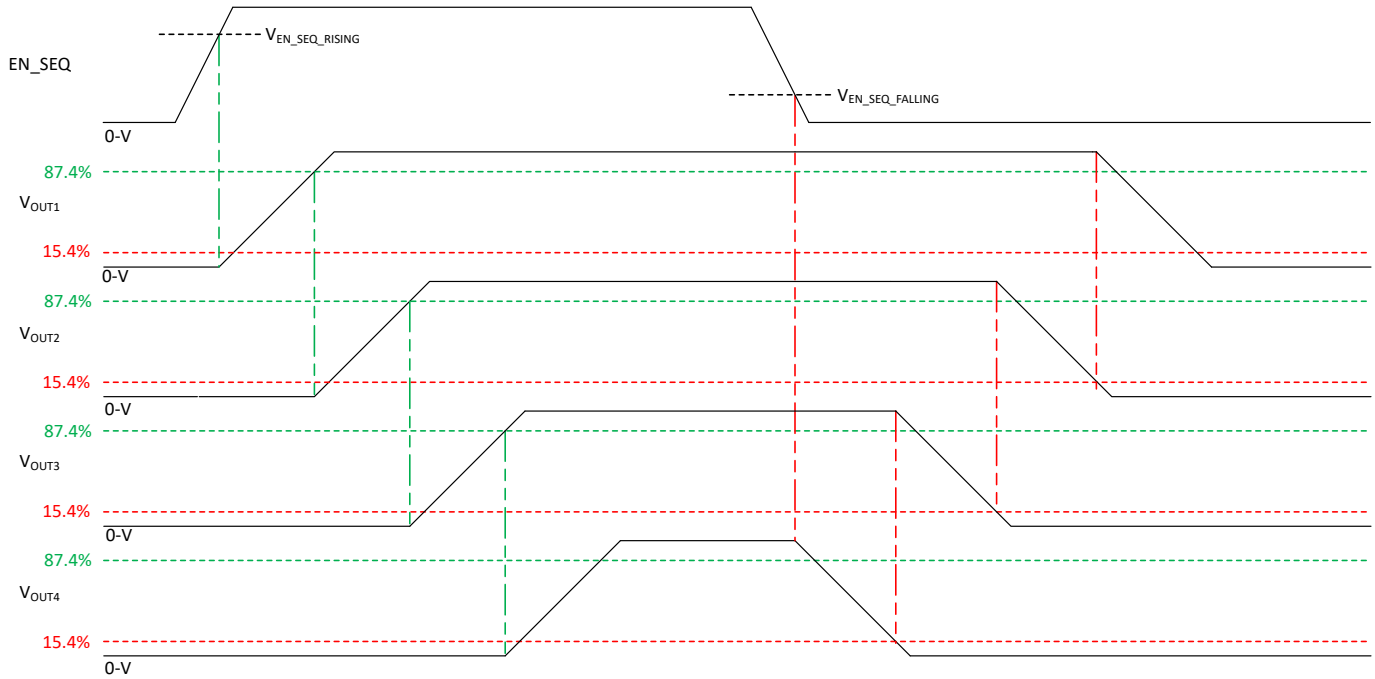 V_EN_SEQ_RISING
EN_SEQ
V_EN_SEQ_FALLING
0-V
87.4%
V_OUT1
15.4%
0-V
87.4%
V_OUT2
15.4%
0-V
87.4%
V_OUT3
15.4%
0-V
87.4%
V_OUT4
15.4%
0-V